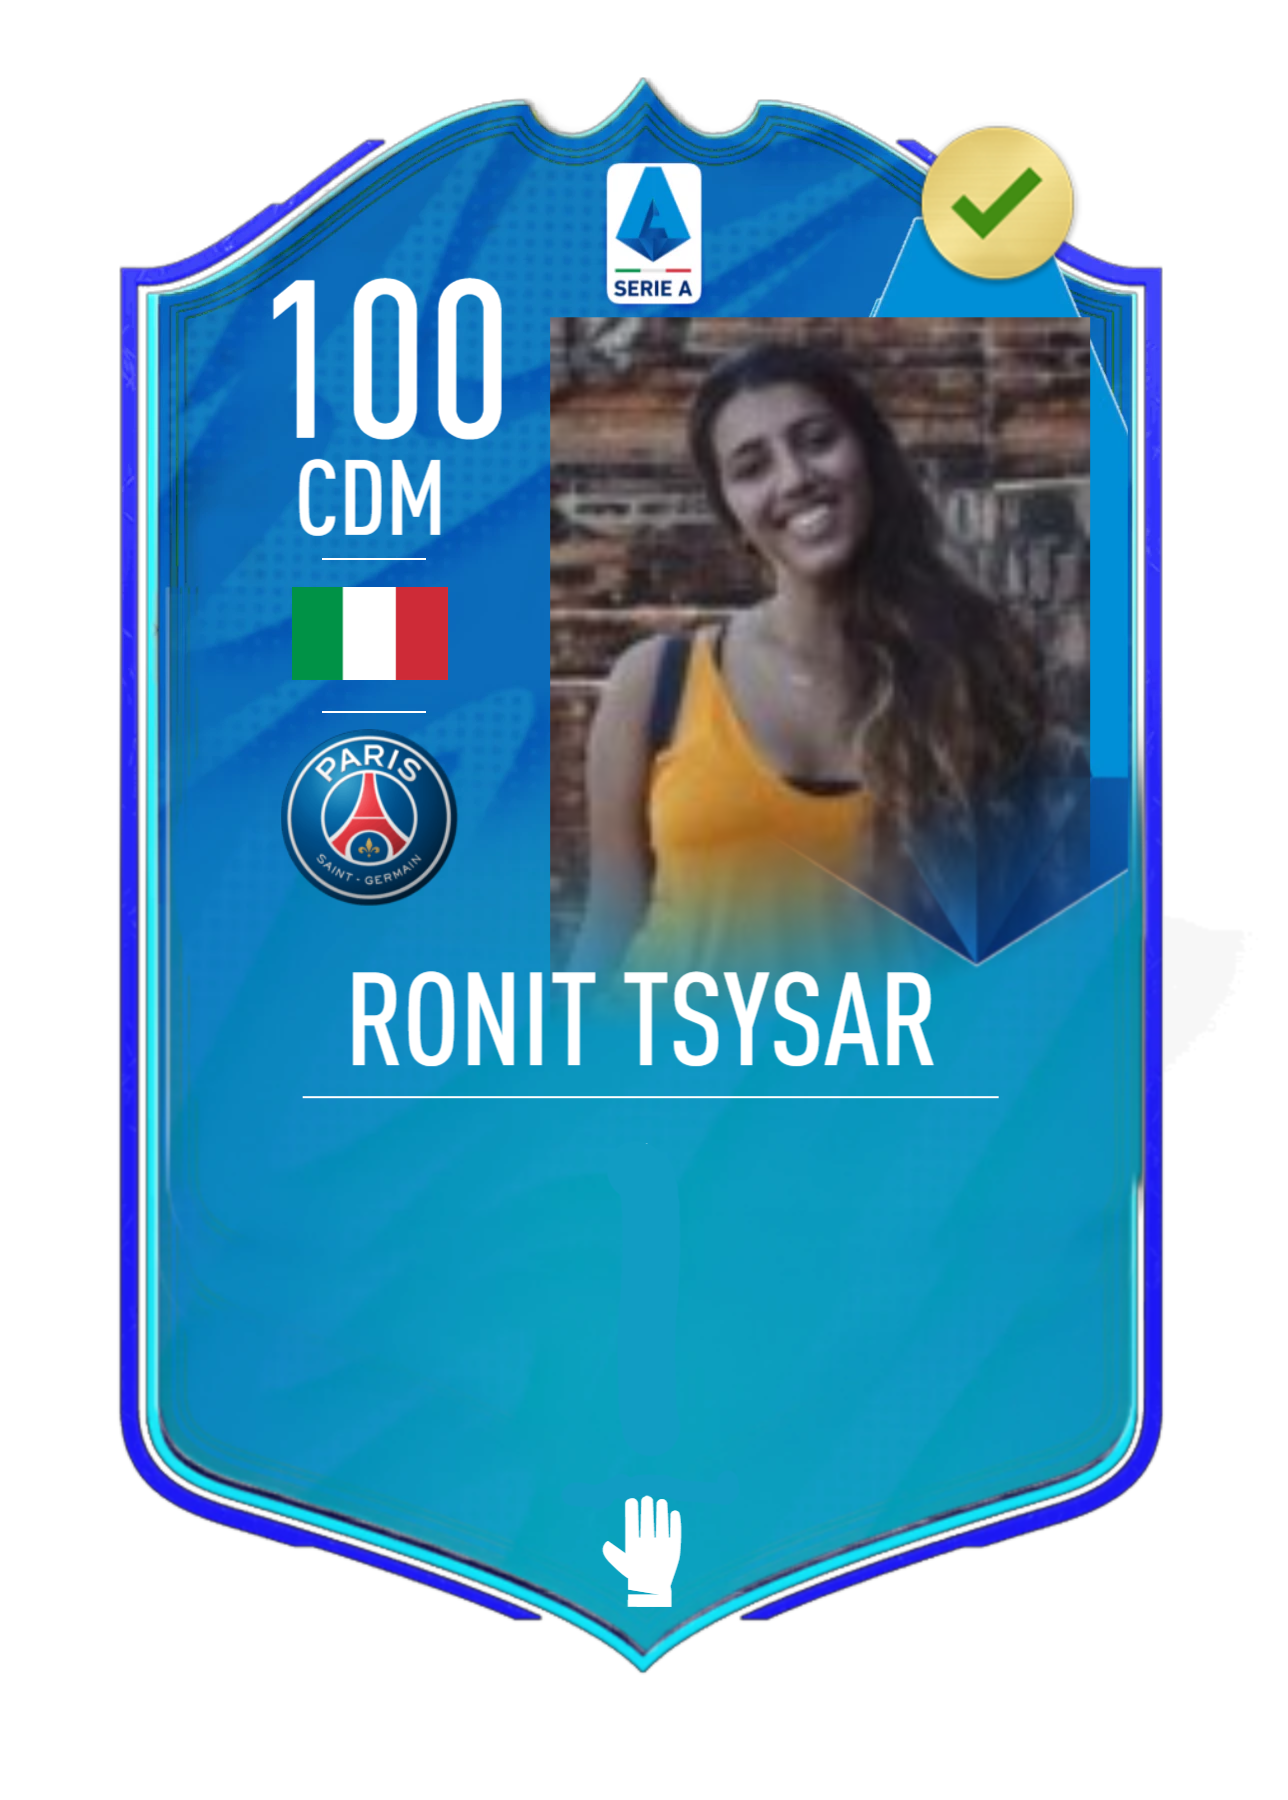 SERIE A
100
CDM
PARIS
SAINT-GERMAIN
RONIT TSYSAR